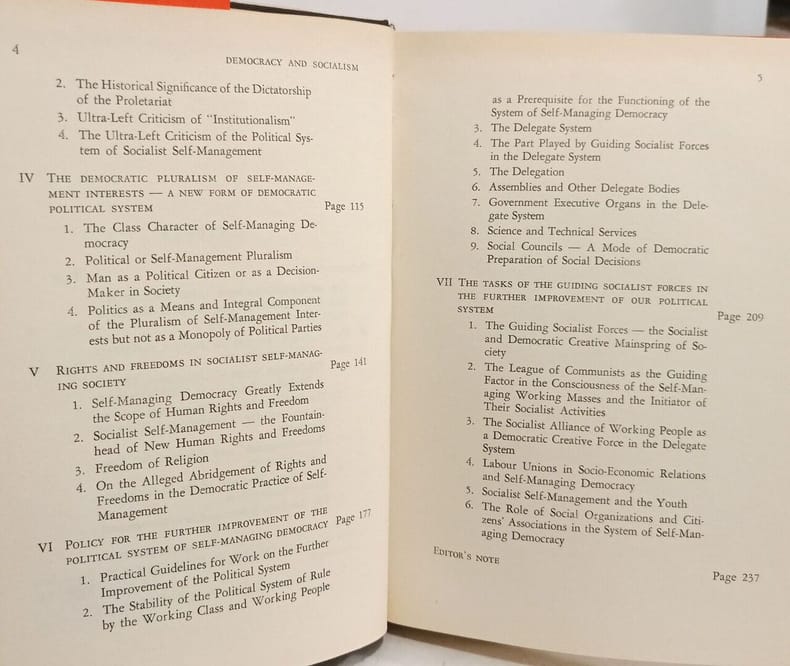 4
DEMOCRACY AND SOCIALISM
2. The Historical Significance of the Dictatorship
of the Proletariat
3. Ultra-Left Criticism of "Institutionalism"
4. The Ultra-Left Criticism of the Political Sys-
tem of Socialist Self-Management
IV THE DEMOCRATIC PLURALISM OF SELF-MANAGE-
MENT INTERESTS — A NEW FORM OF DEMOCRATIC
POLITICAL SYSTEM Page 115
1. The Class Character of Self-Managing De-
mocracy
2. Political or Self-Management Pluralism
3. Man as a Political Citizen or as a Decision-
Maker in Society
4. Politics as a Means and Integral Component
of the Pluralism of Self-Management Inter-
ests but not as a Monopoly of Political Parties
V RIGHTS AND FREEDOMS IN SOCIALIST SELF-MANAG-
ING SOCIETY Page 141
1. Self-Managing Democracy Greatly Extends
the Scope of Human Rights and Freedom
2. Socialist Self-Management — the Fountain-
head of New Human Rights and Freedoms
3. Freedom of Religion
4. On the Alleged Abridgement of Rights and
Freedoms in the Democratic Practice of Self-
Management
VI POLICY FOR THE FURTHER IMPROVEMENT OF THE
POLITICAL SYSTEM OF SELF-MANAGING DEMOCRACY Page 177
1. Practical Guidelines for Work on the Further
Improvement of the Political System
2. The Stability of the Political System of Rule
by the Working Class and Working People
5
as a Prerequisite for the Functioning of the
System of Self-Managing Democracy
3. The Delegate System
4. The Part Played by Guiding Socialist Forces
in the Delegate System
5. The Delegation
6. Assemblies and Other Delegate Bodies
7. Government Executive Organs in the Dele-
gate System
8. Science and Technical Services
9. Social Councils — A Mode of Democratic
Preparation of Social Decisions
VII THE TASKS OF THE GUIDING SOCIALIST FORCES IN
THE FURTHER IMPROVEMENT OF OUR POLITICAL
SYSTEM Page 209
1. The Guiding Socialist Forces — the Socialist
and Democratic Creative Mainspring of So-
ciety
2. The League of Communists as the Guiding
Factor in the Consciousness of the Self-Man-
aging Working Masses and the Initiator of
Their Socialist Activities
3. The Socialist Alliance of Working People as
a Democratic Creative Force in the Delegate
System
4. Labour Unions in Socio-Economic Relations
and Self-Managing Democracy
5. Socialist Self-Management and the Youth
6. The Role of Social Organizations and Citi-
zens' Associations in the System of Self-Man-
aging Democracy
EDITOR'S NOTE
Page 237